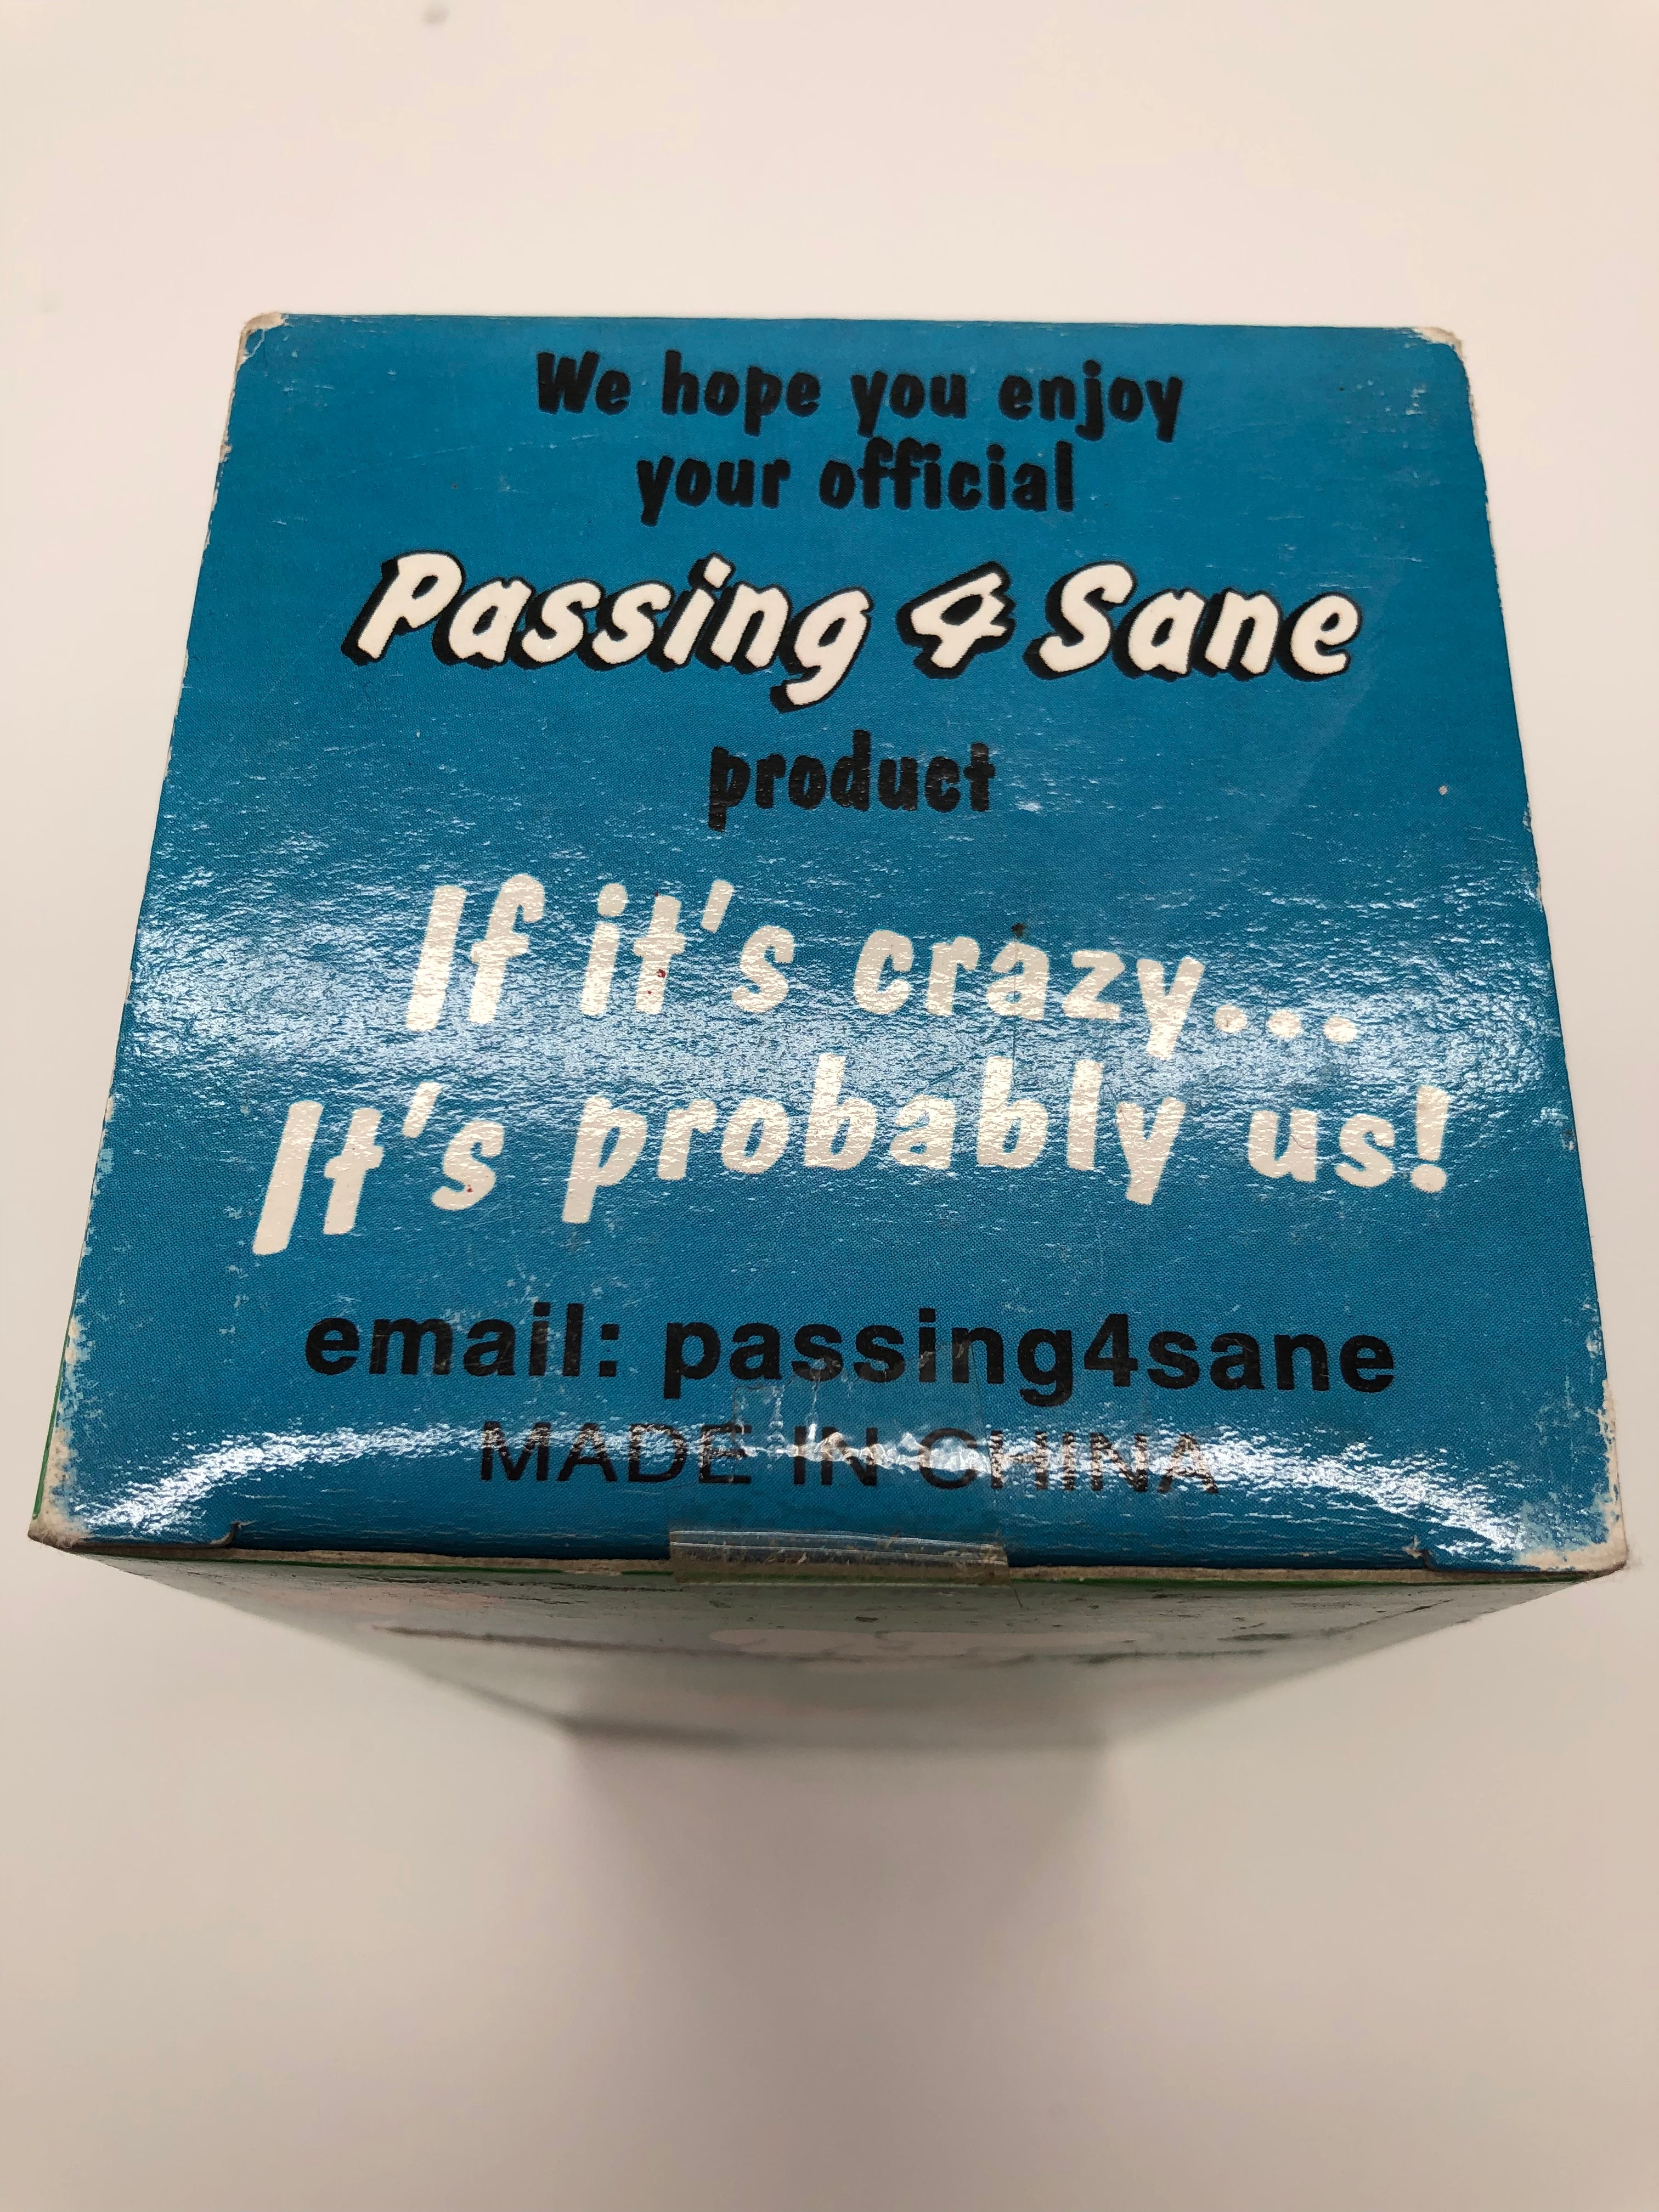 We hope you enjoy
your official
Passing 4 Sane
product
If it's crazy...
It's probably us!
email: passing4sane
MADE IN CHINA